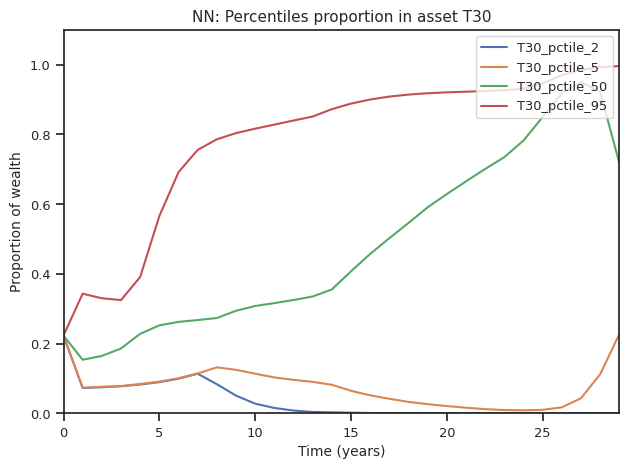 NN: Percentiles proportion in asset T30
T30_pctile_2
T30_pctile_5
T30_pctile_50
T30_pctile_95
Proportion of wealth
1.0
0.8
0.6
0.4
0.2
0.0
0 5 10 15 20 25
Time (years)